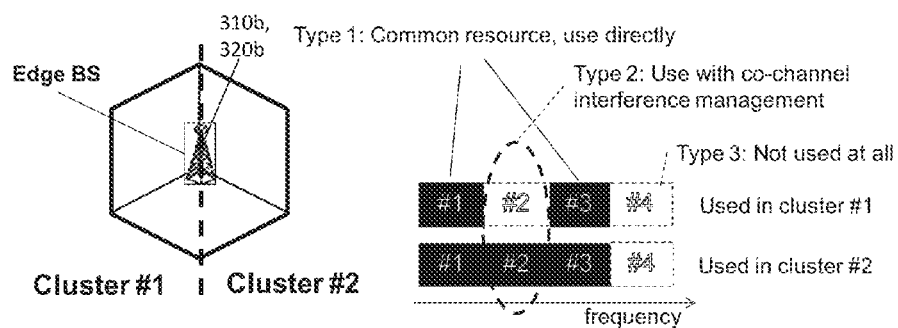 310b,
320b
Edge BS
Cluster #1
Cluster #2
Type 1: Common resource, use directly
Type 2: Use with co-channel
interference management
Type 3: Not used at all
#1 #2 #3 #4 Used in cluster #1
#1 #2 #3 #4 Used in cluster #2
frequency